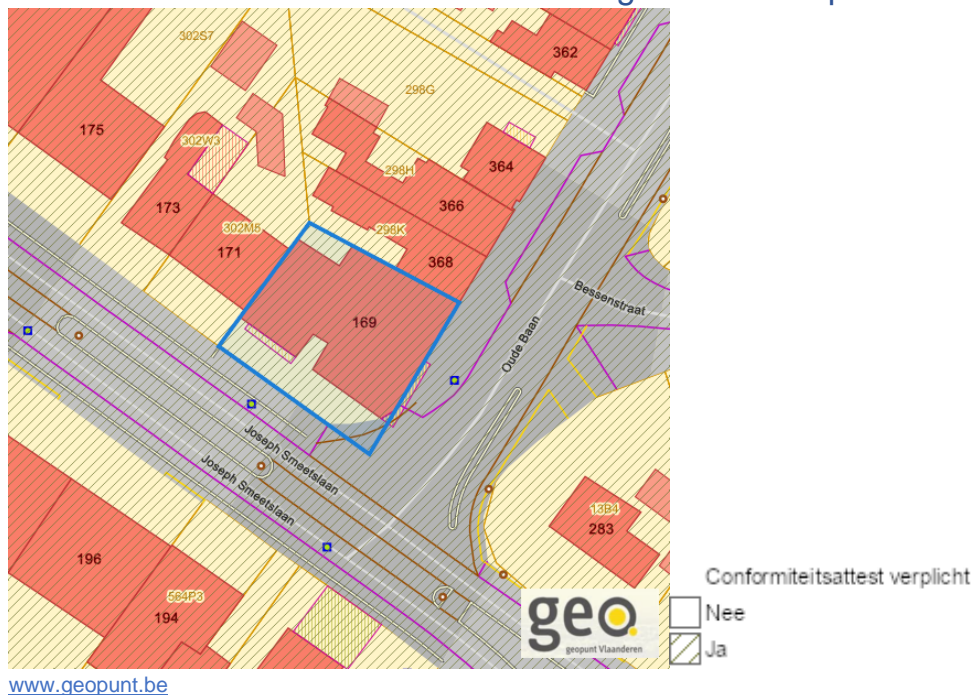 302S7
362
298G
175
302W3
364
298H
173
366
302M5
298K
171
368
Bessenstraat
169
Oude Baan
Joseph Smeetslaan
Joseph Smeetslaan
13B4
283
196
564P3
194
geo.
geopunt Vlaanderen
Conformiteitsattest verplicht
Nee
Ja
www.geopunt.be